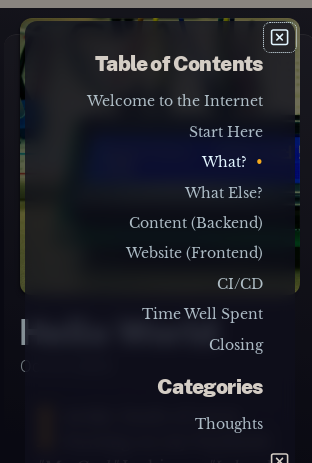 Table of Contents
Welcome to the Internet
Start Here
What?
What Else?
Content (Backend)
Website (Frontend)
CI/CD
Time Well Spent
Closing
Categories
Thoughts